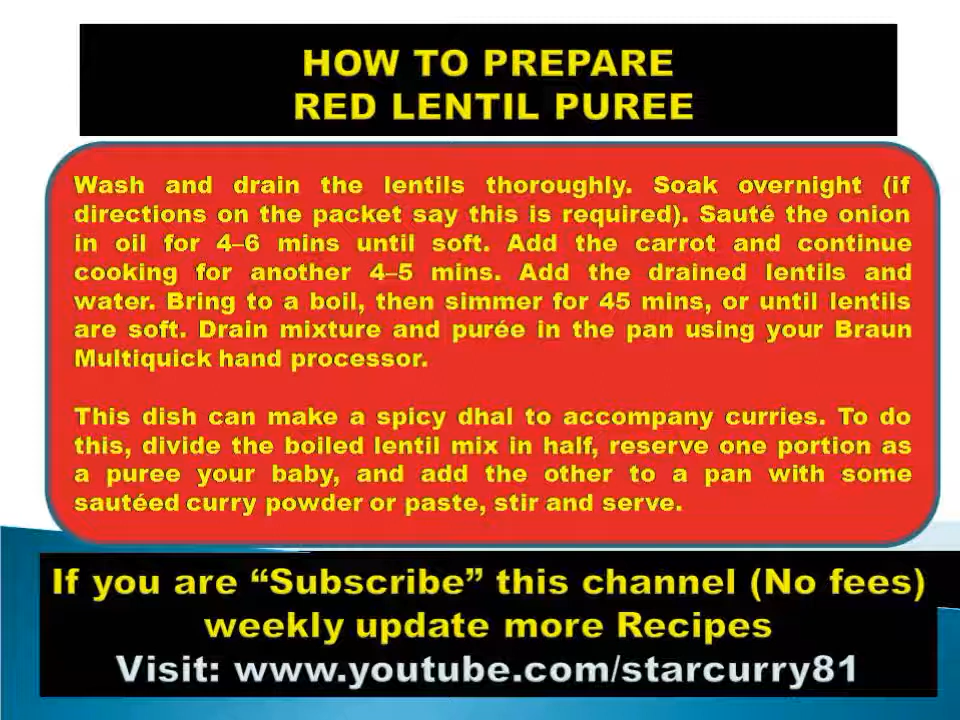 HOW TO PREPARE
RED LENTIL PUREE
Wash and drain the lentils thoroughly. Soak overnight (if
directions on the packet say this is required). Sauté the onion
in oil for 4–6 mins until soft. Add the carrot and continue
cooking for another 4–5 mins. Add the drained lentils and
water. Bring to a boil, then simmer for 45 mins, or until lentils
are soft. Drain mixture and purée in the pan using your Braun
Multiquick hand processor.
This dish can make a spicy dhal to accompany curries. To do
this, divide the boiled lentil mix in half, reserve one portion as
a puree your baby, and add the other to a pan with some
sautéed curry powder or paste, stir and serve.
If you are “Subscribe” this channel (No fees)
weekly update more Recipes
Visit: www.youtube.com/starcurry81